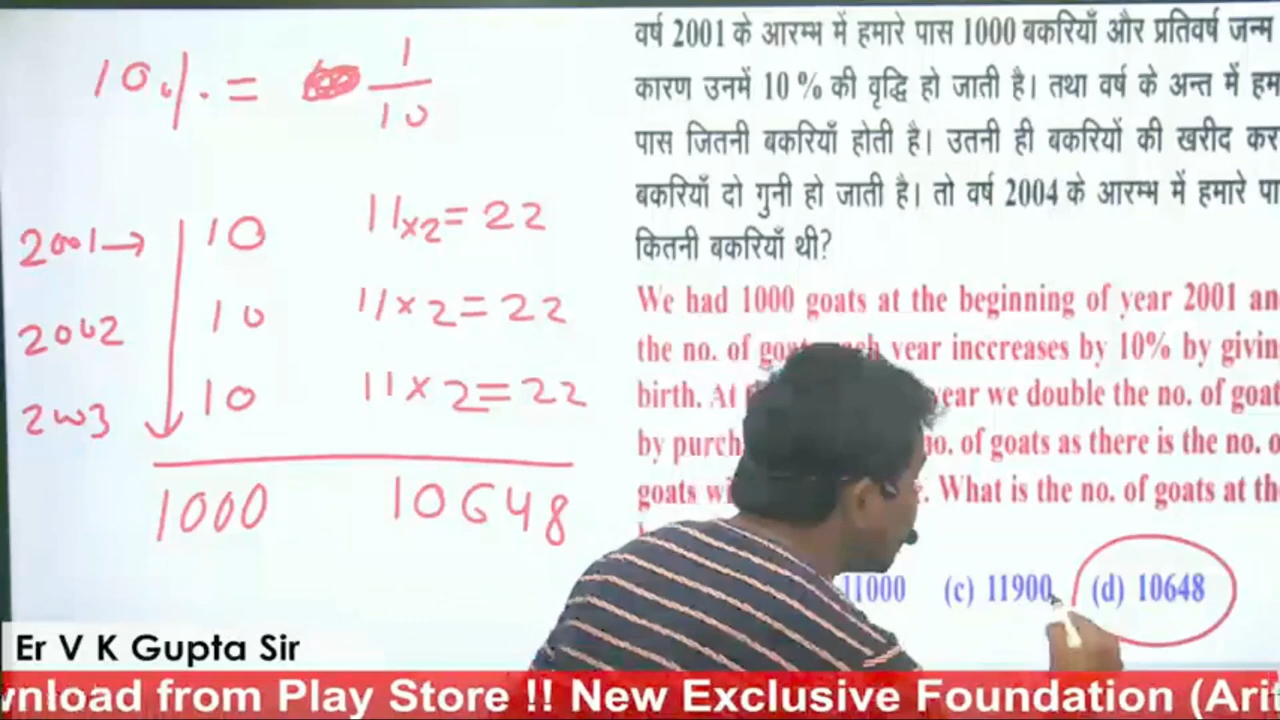 10% = 1/10
2001→ 10 11×2=22
2002 10 11×2=22
2003 10 11×2=22
1000 10648
वर्ष 2001 के आरम्भ में हमारे पास 1000 बकरियाँ और प्रतिवर्ष जन्म
कारण उनमें 10 % की वृद्धि हो जाती है। तथा वर्ष के अन्त में हम
पास जितनी बकरियाँ होती है। उतनी ही बकरियों की खरीद कर
बकरियाँ दो गुनी हो जाती है। तो वर्ष 2004 के आरम्भ में हमारे पा
कितनी बकरियाँ थी?
We had 1000 goats at the beginning of year 2001 an
the no. of year inccreases by 10% by givin
birth. At year we double the no. of goat
by no. of goats as there is the no. o
goats What is the no. of goats at th
11000 (c) 11900 (d) 10648
Er V K Gupta Sir
wnload from Play Store !! New Exclusive Foundation (Ari